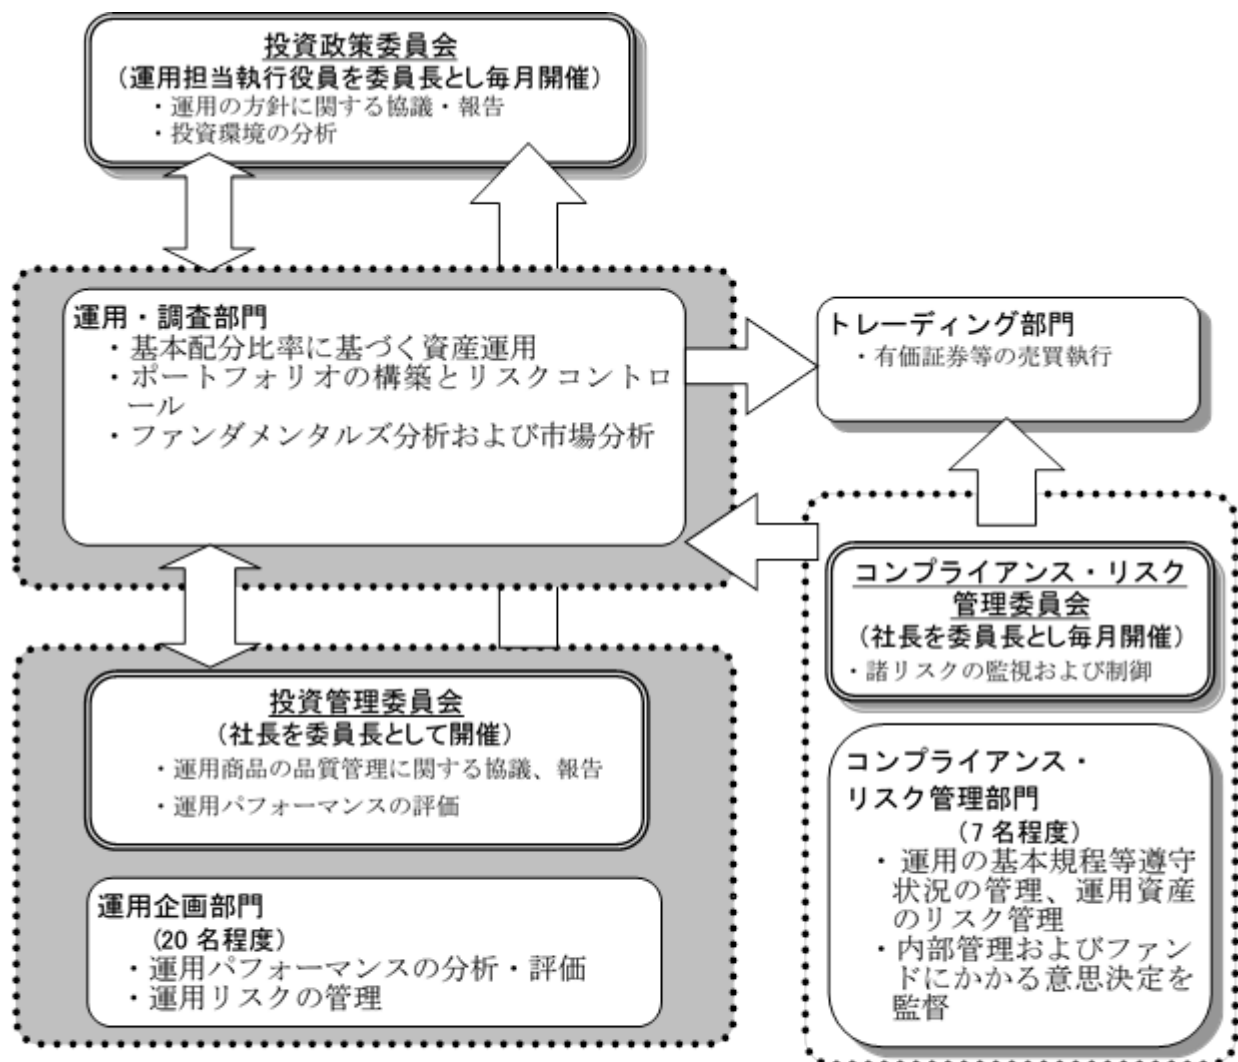 投資政策委員会
(運用担当執行役員を委員長とし毎月開催)
・運用の方針に関する協議・報告
・投資環境の分析
運用・調査部門
・基本配分比率に基づく資産運用
・ポートフォリオの構築とリスクコントロ
ール
・ファンダメンタルズ分析および市場分析
トレーディング部門
・有価証券等の売買執行
コンプライアンス・リスク
管理委員会
(社長を委員長とし毎月開催)
・諸リスクの監視および制御
投資管理委員会
(社長を委員長として開催)
・運用商品の品質管理に関する協議、報告
・運用パフォーマンスの評価
運用企画部門
(20 名程度)
・運用パフォーマンスの分析・評価
・運用リスクの管理
コンプライアンス・
リスク管理部門
(7 名程度)
・運用の基本規程等遵守
状況の管理、運用資産
のリスク管理
・内部管理およびファン
ドにかかる意思決定を
監督